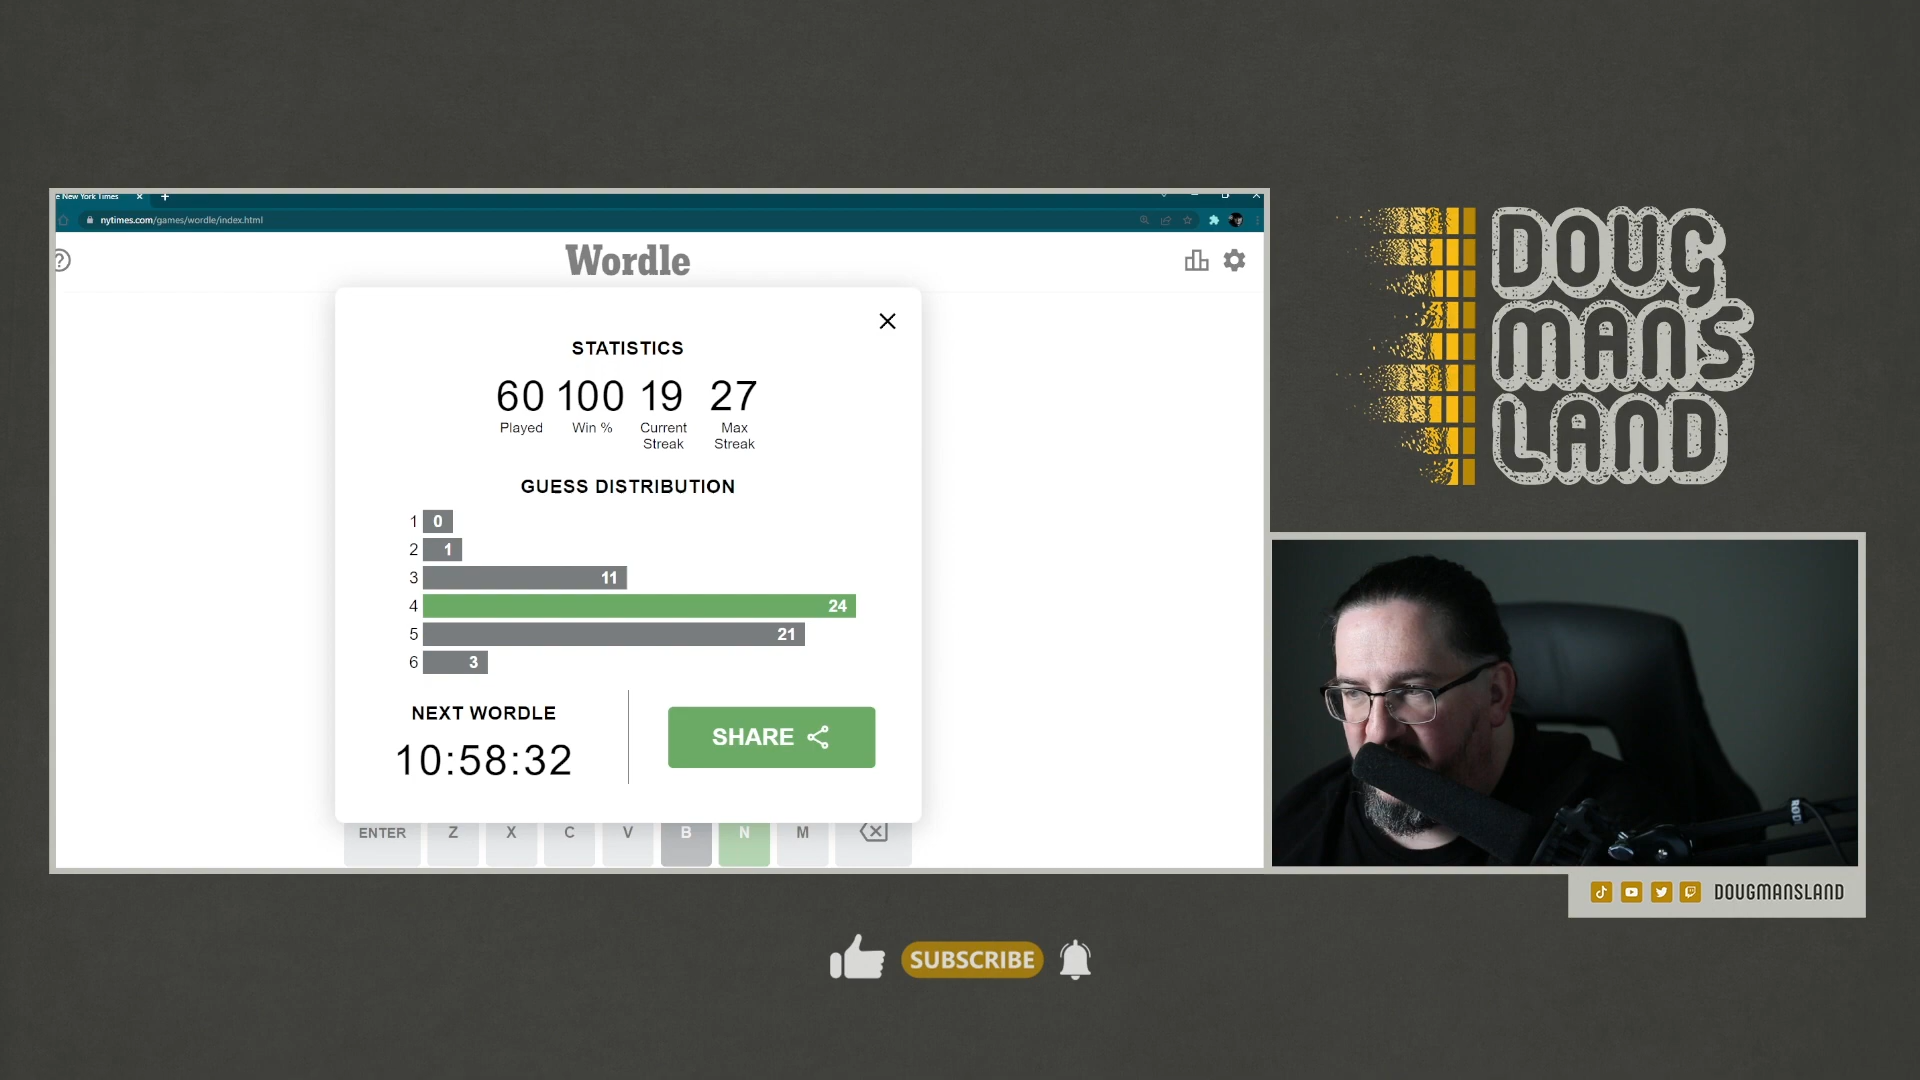 e New York Times
nytimes.com/games/wordle/index.html
?
Wordle
STATISTICS
60 100 19 27
Played Win % Current Streak Max Streak
GUESS DISTRIBUTION
1 0
2 1
3 11
4 24
5 21
6 3
NEXT WORDLE
10:58:32
SHARE
ENTER Z X C V B N M
DOUG
MANS
LAND
RODE
DOUGMANSLAND
SUBSCRIBE